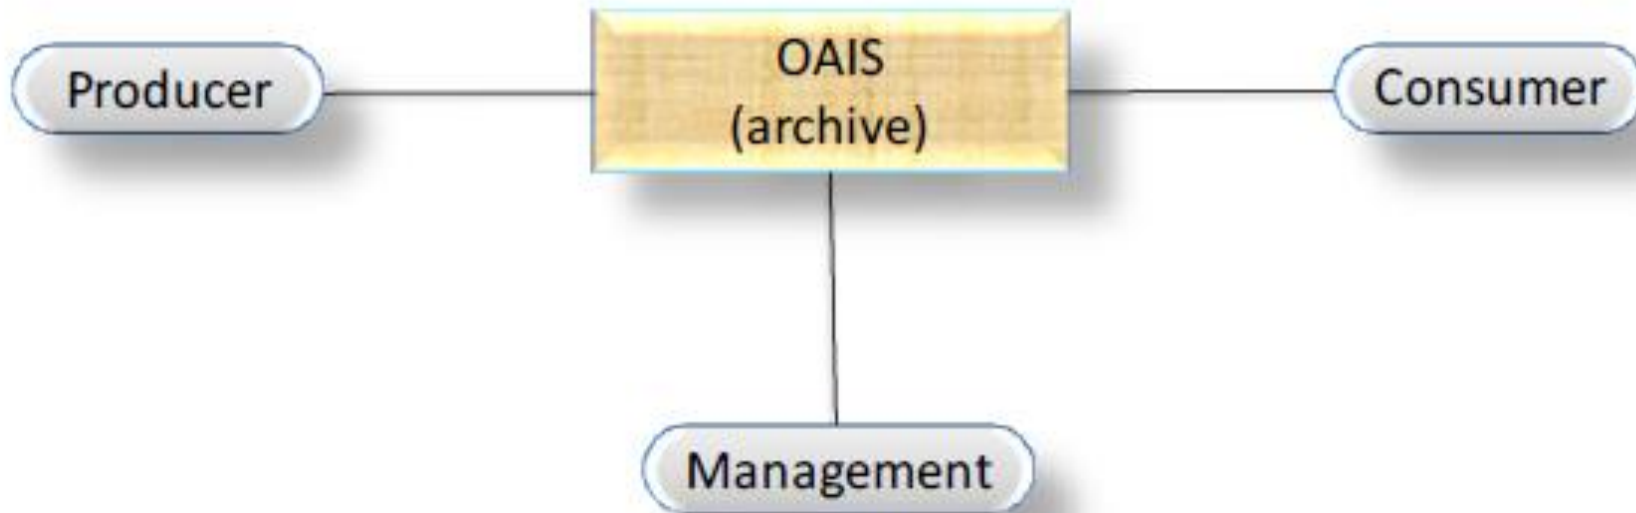 Producer
OAIS
(archive)
Consumer
Management